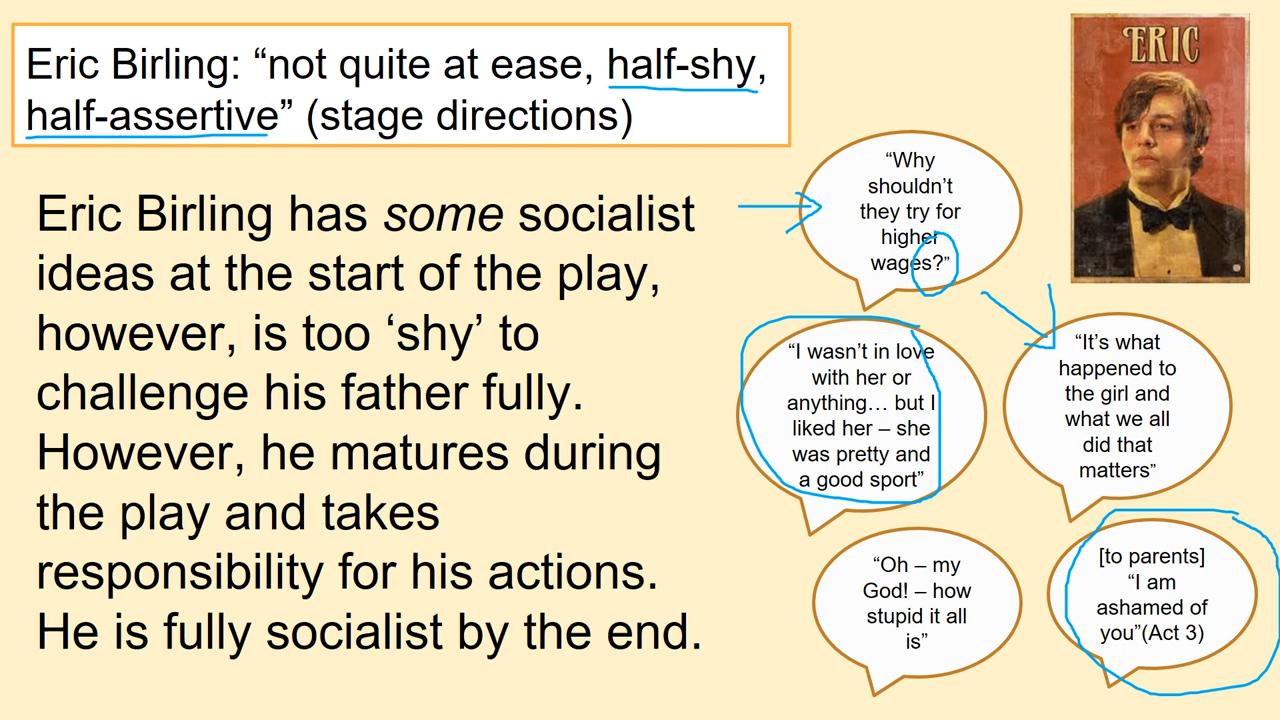 Eric Birling: “not quite at ease, half-shy,
half-assertive” (stage directions)
ERIC
Eric Birling has some socialist
ideas at the start of the play,
however, is too ‘shy’ to
challenge his father fully.
However, he matures during
the play and takes
responsibility for his actions.
He is fully socialist by the end.
“Why
shouldn’t
they try for
higher
wages?”
“I wasn’t in love
with her or
anything… but I
liked her – she
was pretty and
a good sport”
“It’s what
happened to
the girl and
what we all
did that
matters”
“Oh – my
God! – how
stupid it all
is”
[to parents]
“I am
ashamed of
you”(Act 3)